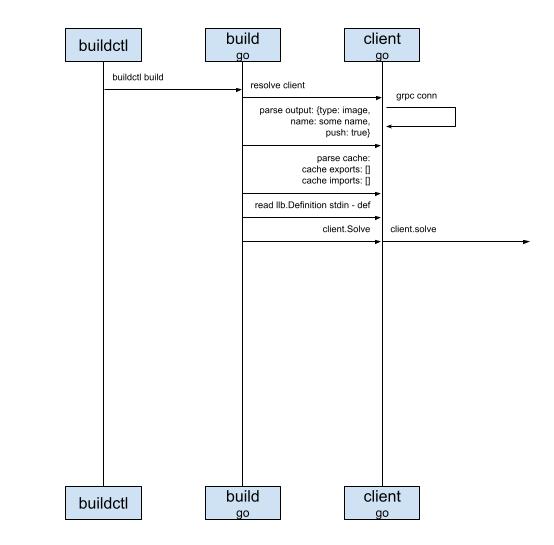 buildctl
build
go
client
go
buildctl build
resolve client
grpc conn
parse output: {type: image,
name: some name,
push: true}
parse cache:
cache exports: []
cache imports: []
read llb.Definition stdin - def
client.Solve
client.solve
buildctl
build
go
client
go